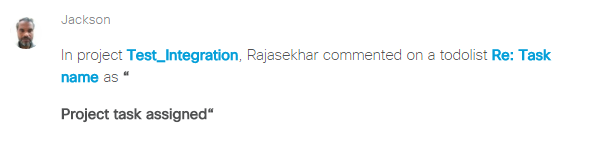 Jackson
In project Test_Integration, Rajasekhar commented on a todolist Re: Task
name as “
Project task assigned“